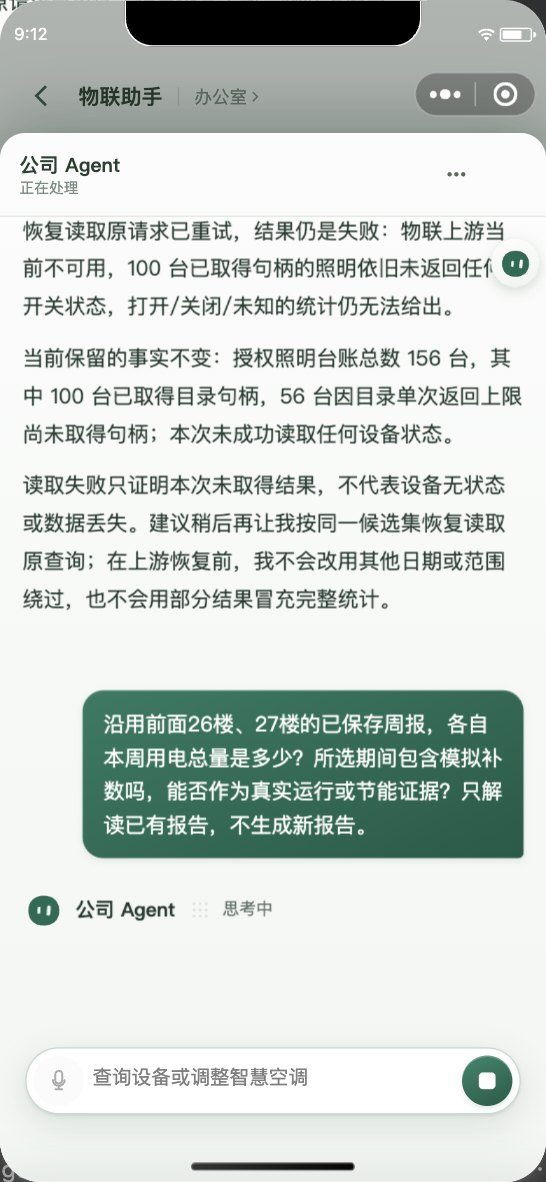 9:12
物联助手
办公室
公司 Agent
正在处理
恢复读取原请求已重试，结果仍是失败：物联上游当
前不可用，100 台已取得句柄的照明依旧未返回任何
开关状态，打开/关闭/未知的统计仍无法给出。
当前保留的事实不变：授权照明台账总数 156 台，其
中 100 台已取得目录句柄，56 台因目录单次返回上限
尚未取得句柄；本次未成功读取任何设备状态。
读取失败只证明本次未取得结果，不代表设备无状态
或数据丢失。建议稍后再让我按同一候选集恢复读取
原查询；在上游恢复前，我不会改用其他日期或范围
绕过，也不会用部分结果冒充完整统计。
沿用前面26楼、27楼的已保存周报，各自
本周用电总量是多少？所选期间包含模拟补
数吗，能否作为真实运行或节能证据？只解
读已有报告，不生成新报告。
公司 Agent
思考中
查询设备或调整智慧空调